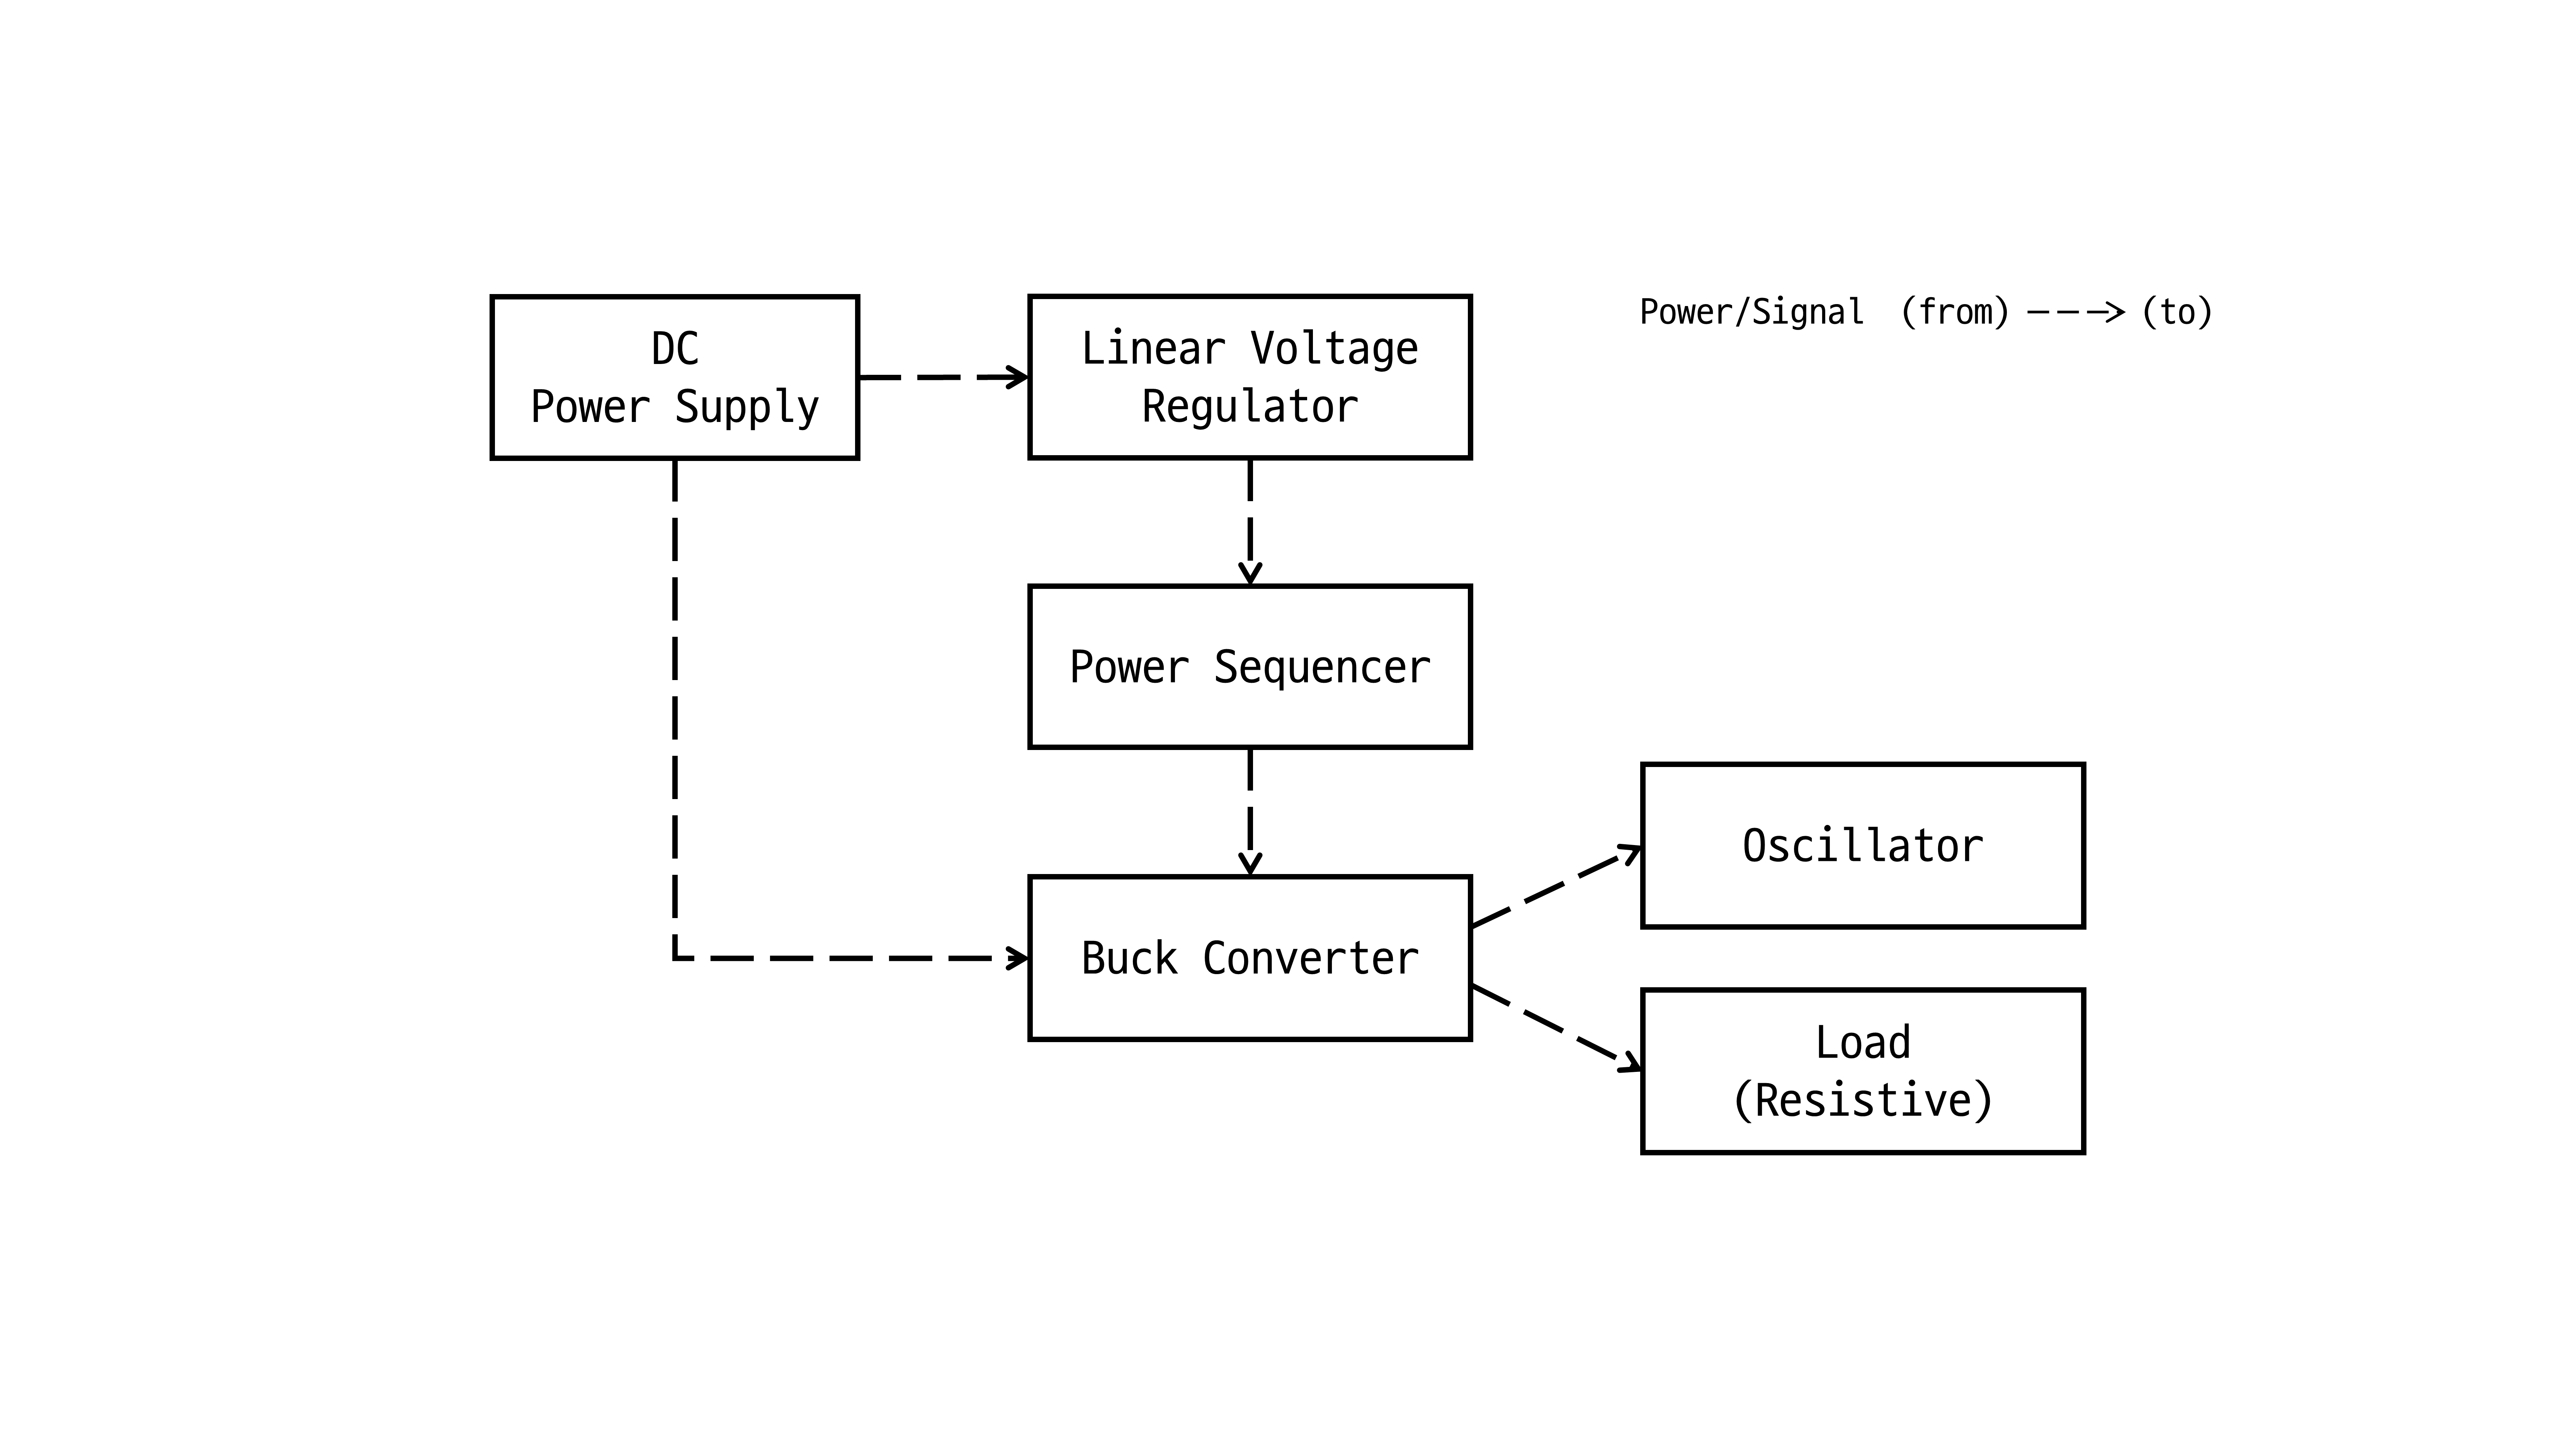 DC
Power Supply
Linear Voltage
Regulator
Power/Signal (from) (to)
Power Sequencer
Oscillator
Buck Converter
Load
(Resistive)